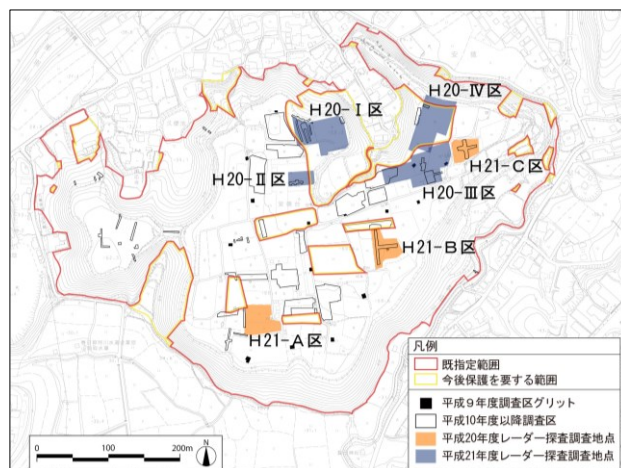 H20-Ⅳ区
H20-Ⅰ区
H21-C区
H20-Ⅱ区
H20-Ⅲ区
H21-B区
H21-A区
凡例
既指定範囲
今後保護を要する範囲
平成9年度調査区グリット
平成10年度以降調査区
平成20年度レーダー探査調査地点
平成21年度レーダー探査調査地点
0 100 200m
N